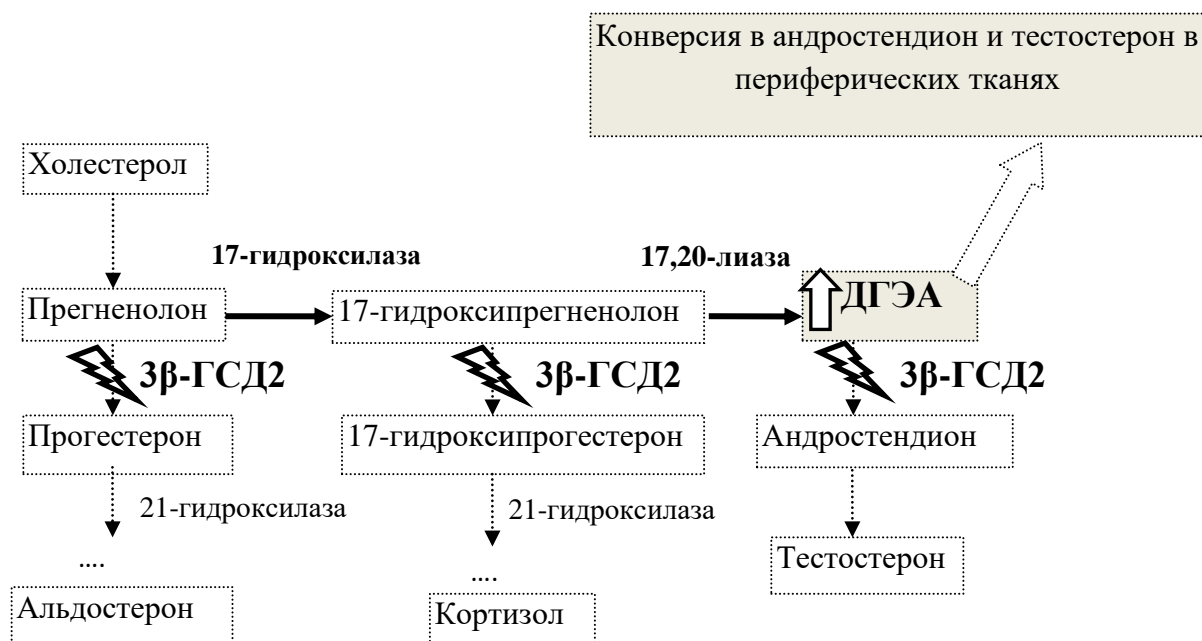 Конверсия в андростендион и тестостерон в
периферических тканях
Холестерол
17-гидроксилаза
17,20-лиаза
Прегненолон
17-гидроксипрегненолон
ДГЭА
3β-ГСД2
3β-ГСД2
3β-ГСД2
Прогестерон
17-гидроксипрогестерон
Андростендион
21-гидроксилаза
21-гидроксилаза
....
....
Тестостерон
Альдостерон
Кортизол